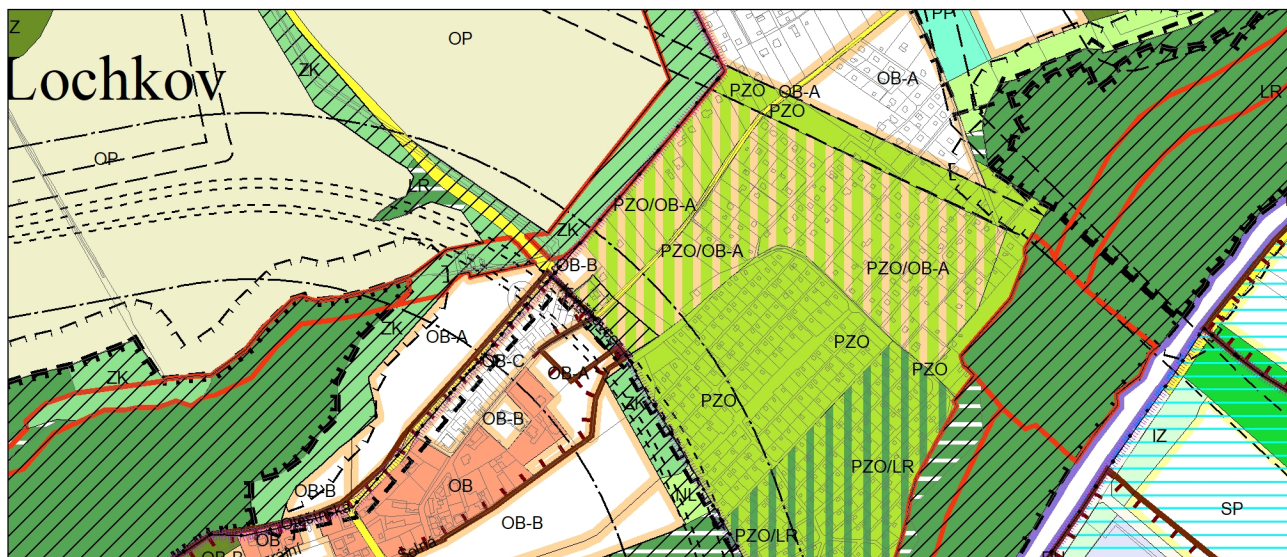 Z
OP
PP
Lochkov
ZK
OB-A
PZO
OB-A
PZO
LR
OP
LR
PZO/OB-A
ZK
PZO/OB-A
OB-B
PZO/OB-A
ZK
OB-A
OB-C
PZO
ZK
OB-A
PZO
PZO
ZK
OB-B
IZ
PZO/LR
OB
OB-B
NL
SP
OB-B
PZO/LR
OB